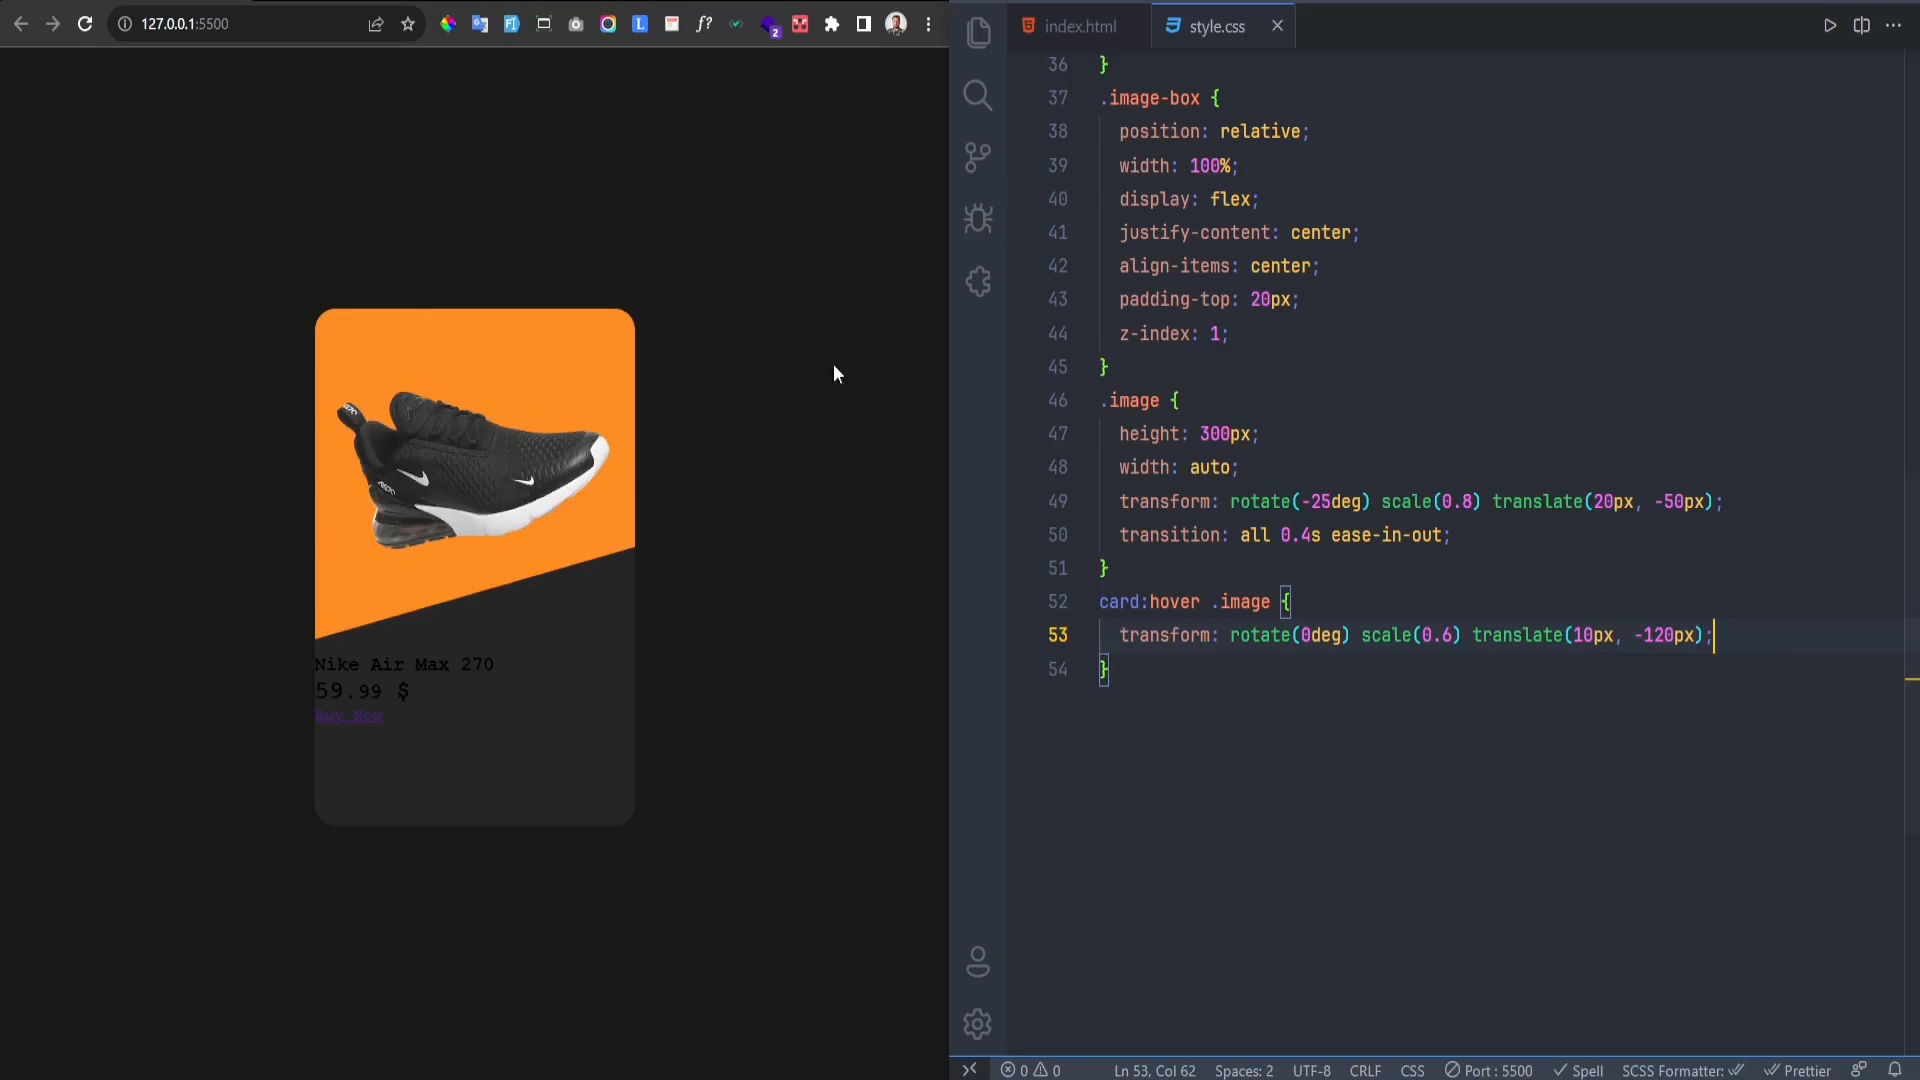 127.0.0.1:5500
2
index.html
style.css
36 }
37 .image-box {
38 position: relative;
39 width: 100%;
40 display: flex;
41 justify-content: center;
42 align-items: center;
43 padding-top: 20px;
44 z-index: 1;
45 }
46 .image {
47 height: 300px;
48 width: auto;
49 transform: rotate(-25deg) scale(0.8) translate(20px, -50px);
50 transition: all 0.4s ease-in-out;
51 }
52 card:hover .image {
53 transform: rotate(0deg) scale(0.6) translate(10px, -120px);
54 }
Nike Air Max 270
59.99 $
Buy Now
0 0
Ln 53, Col 62
Spaces: 2
UTF-8
CRLF
CSS
Port : 5500
Spell
SCSS Formatter:
Prettier